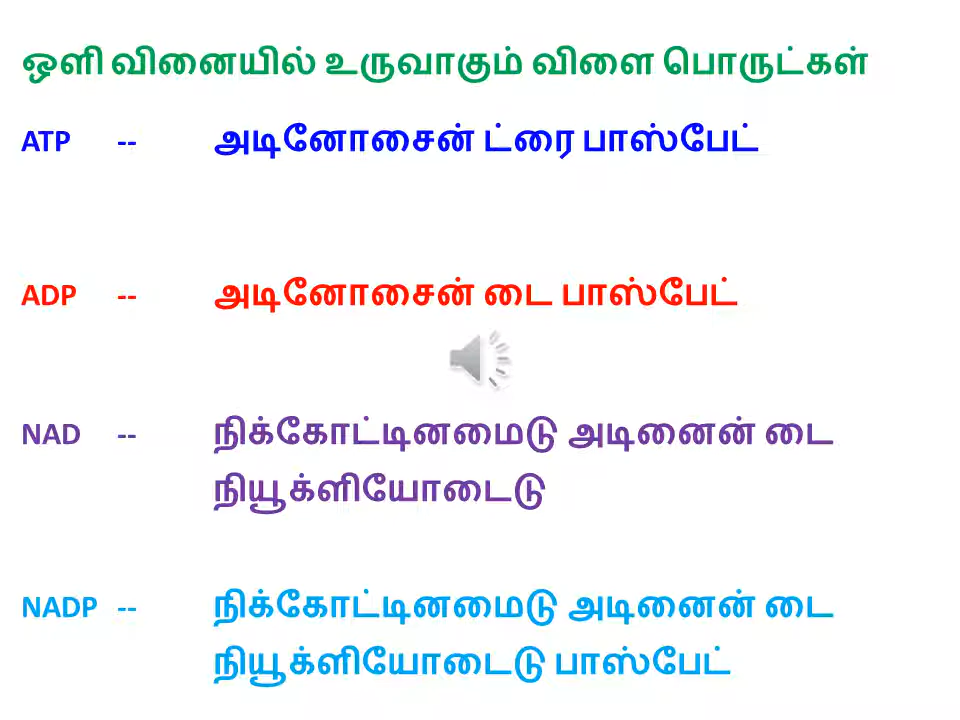 ஒளி வினையில் உருவாகும் விளை பொருட்கள்
ATP -- அடினோசைன் ட்ரை பாஸ்பேட்
ADP -- அடினோசைன் டை பாஸ்பேட்
NAD -- நிக்கோட்டினமைடு அடினைன் டை
நியூக்ளியோடைடு
NADP -- நிக்கோட்டினமைடு அடினைன் டை
நியூக்ளியோடைடு பாஸ்பேட்